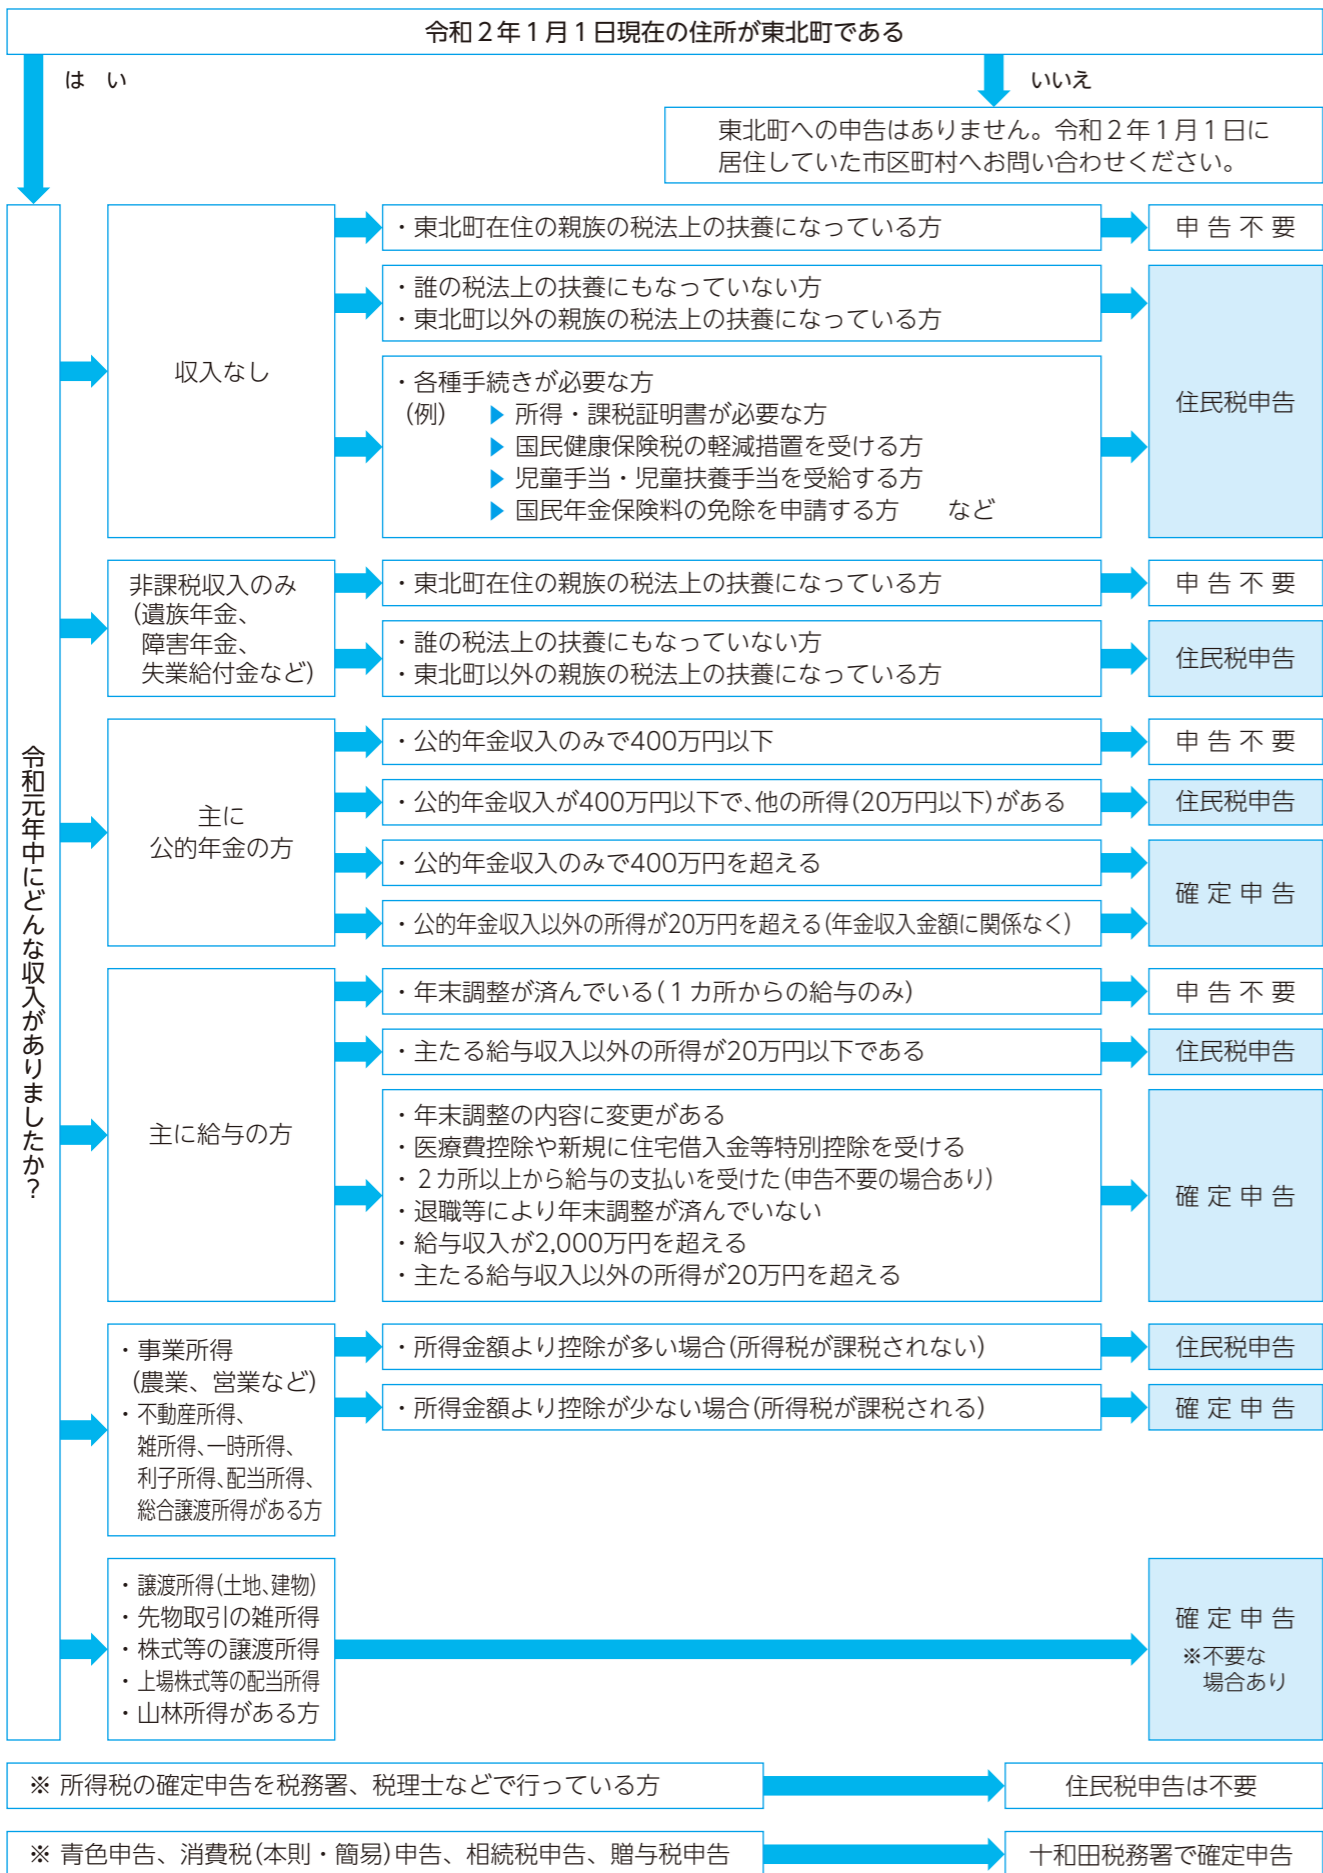 令和2年1月1日現在の住所が東北町である
は い
いいえ
東北町への申告はありません。令和2年1月1日に
居住していた市区町村へお問い合わせください。
令和元年中にどんな収入がありましたか?
収入なし
・東北町在住の親族の税法上の扶養になっている方
申告不要
・誰の税法上の扶養にもなっていない方
・東北町以外の親族の税法上の扶養になっている方
・各種手続きが必要な方
(例) ▶ 所得・課税証明書が必要な方
▶ 国民健康保険税の軽減措置を受ける方
▶ 児童手当・児童扶養手当を受給する方
▶ 国民年金保険料の免除を申請する方 など
住民税申告
非課税収入のみ
(遺族年金、
障害年金、
失業給付金など)
・東北町在住の親族の税法上の扶養になっている方
申告不要
・誰の税法上の扶養にもなっていない方
・東北町以外の親族の税法上の扶養になっている方
住民税申告
主に
公的年金の方
・公的年金収入のみで400万円以下
申告不要
・公的年金収入が400万円以下で、他の所得(20万円以下)がある
住民税申告
・公的年金収入のみで400万円を超える
・公的年金収入以外の所得が20万円を超える(年金収入金額に関係なく)
確定申告
主に給与の方
・年末調整が済んでいる(1カ所からの給与のみ)
申告不要
・主たる給与収入以外の所得が20万円以下である
住民税申告
・年末調整の内容に変更がある
・医療費控除や新規に住宅借入金等特別控除を受ける
・2カ所以上から給与の支払いを受けた(申告不要の場合あり)
・退職等により年末調整が済んでいない
・給与収入が2,000万円を超える
・主たる給与収入以外の所得が20万円を超える
確定申告
・事業所得
(農業、営業など)
・不動産所得、
雑所得、一時所得、
利子所得、配当所得、
総合譲渡所得がある方
・所得金額より控除が多い場合(所得税が課税されない)
住民税申告
・所得金額より控除が少ない場合(所得税が課税される)
確定申告
・譲渡所得(土地、建物)
・先物取引の雑所得
・株式等の譲渡所得
・上場株式等の配当所得
・山林所得がある方
確定申告
※不要な
場合あり
※ 所得税の確定申告を税務署、税理士などで行っている方
住民税申告は不要
※ 青色申告、消費税(本則・簡易)申告、相続税申告、贈与税申告
十和田税務署で確定申告